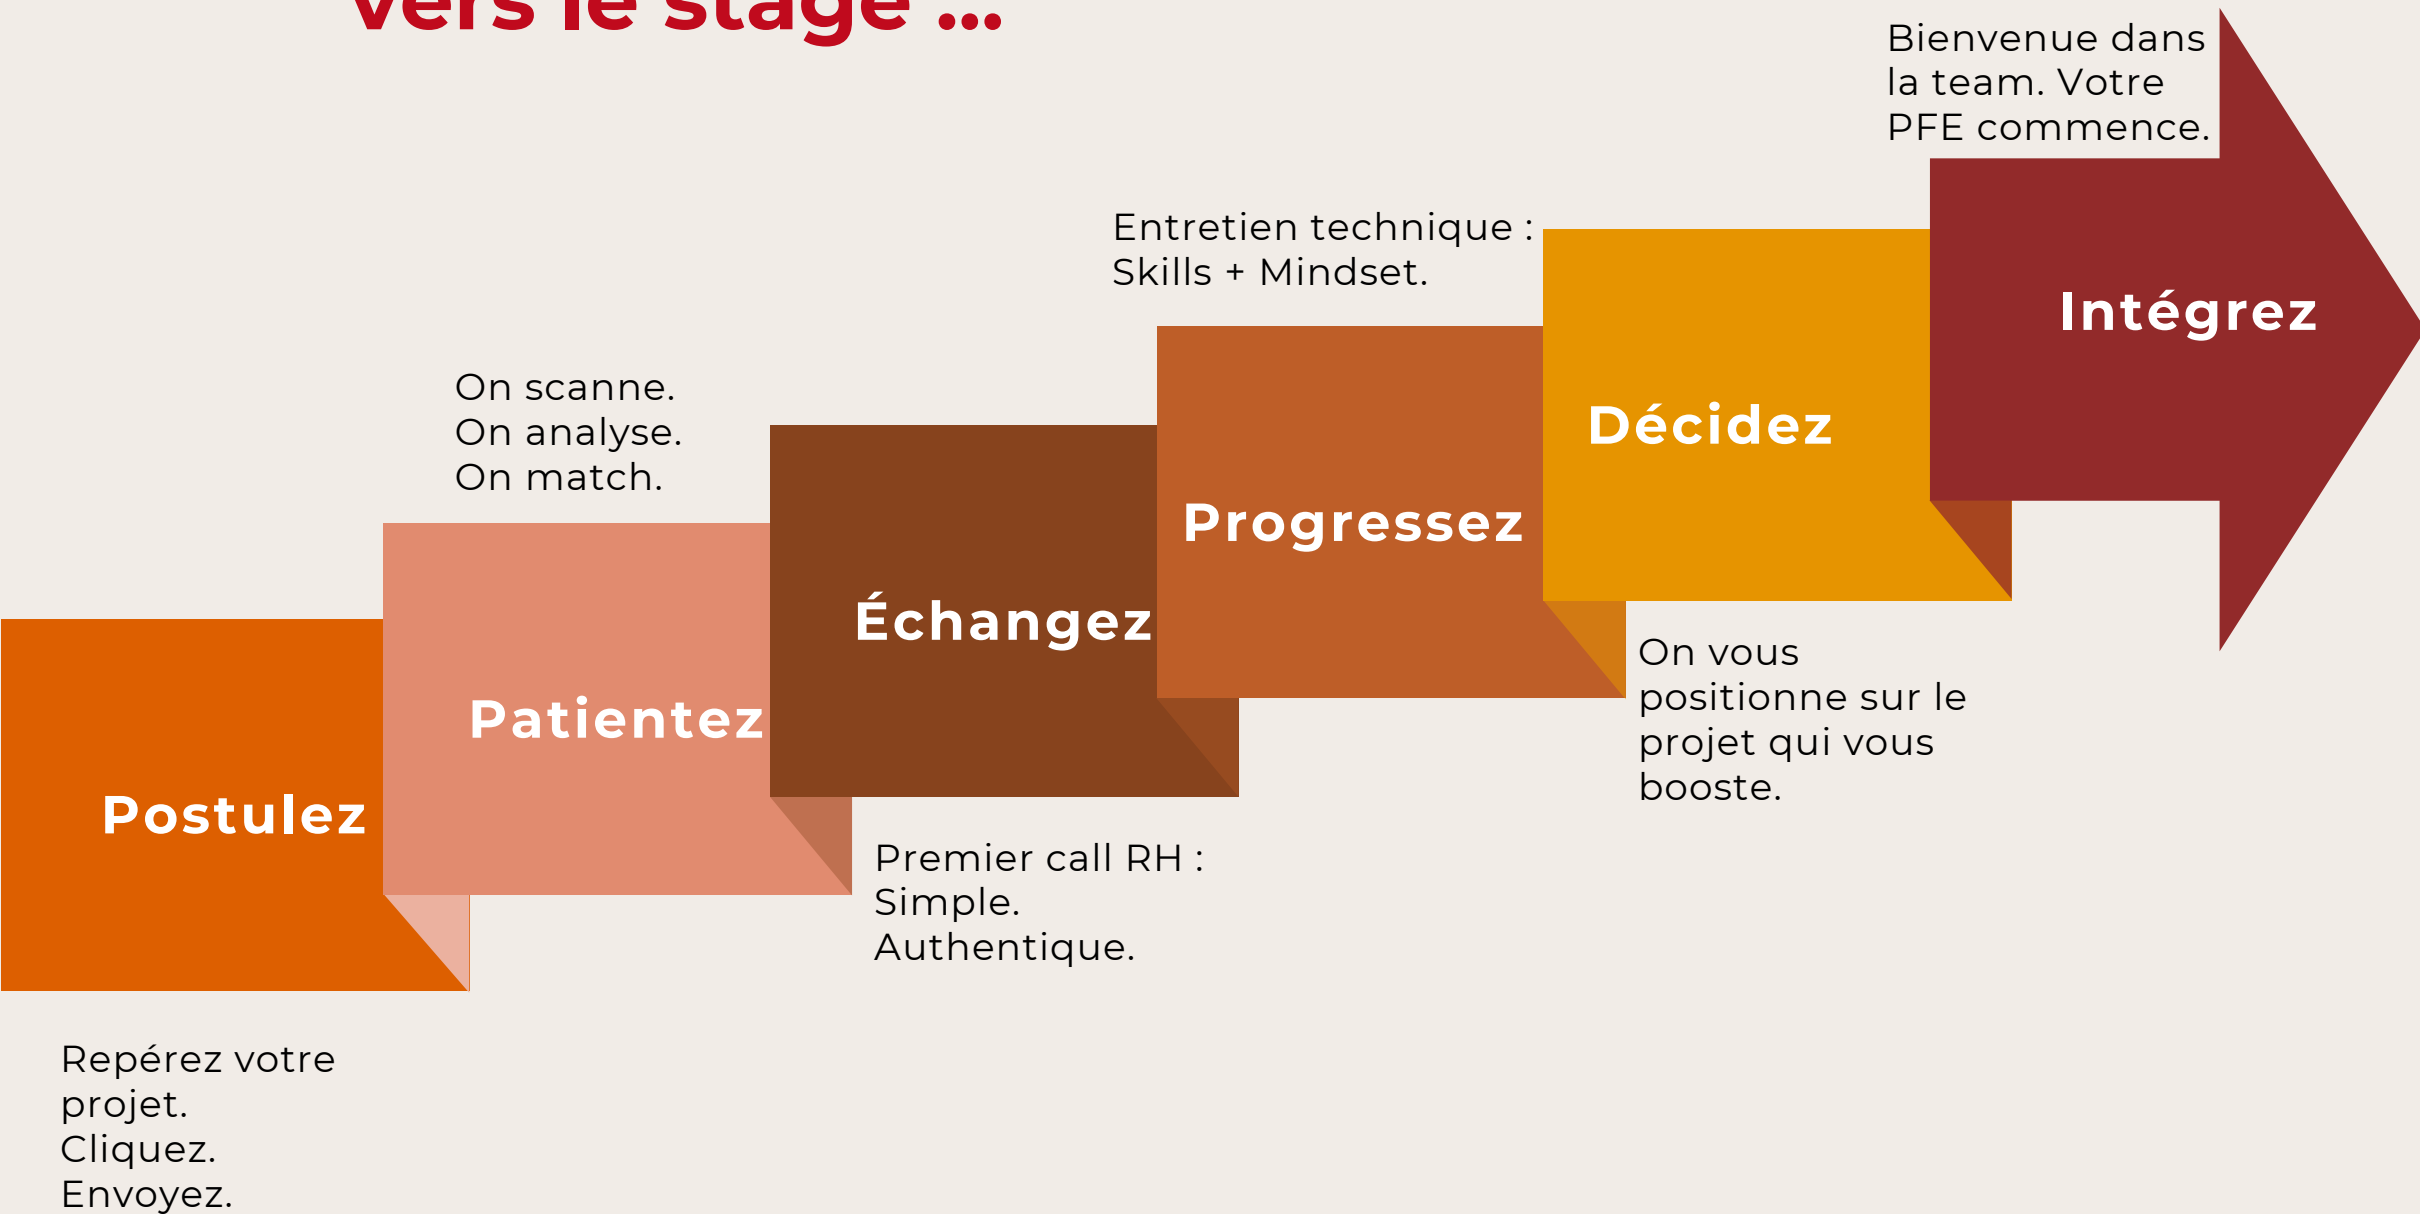 vers le stage ...
Postulez
Repérez votre
projet.
Cliquez.
Envoyez.
Patientez
On scanne.
On analyse.
On match.
Échangez
Premier call RH :
Simple.
Authentique.
Progressez
Entretien technique :
Skills + Mindset.
Décidez
On vous
positionne sur le
projet qui vous
booste.
Intégrez
Bienvenue dans
la team. Votre
PFE commence.